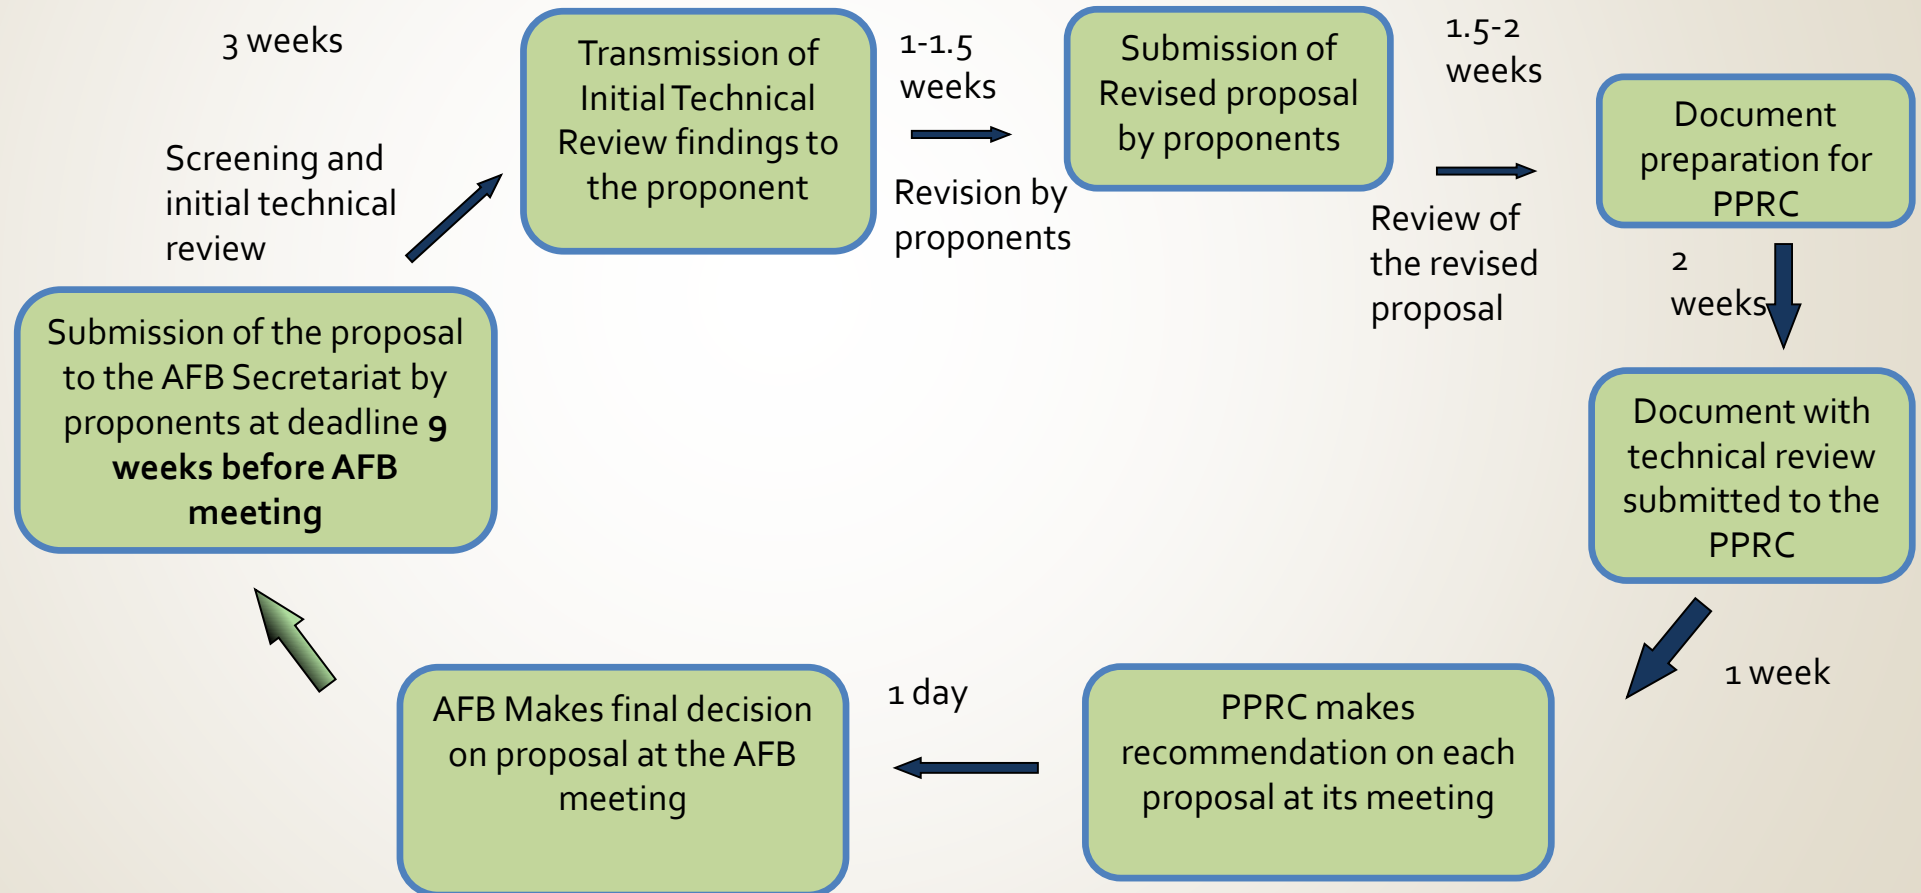 3 weeks
Screening and
initial technical
review
Submission of the proposal
to the AFB Secretariat by
proponents at deadline 9
weeks before AFB
meeting
Transmission of
Initial Technical
Review findings to
the proponent
1-1.5
weeks
Revision by
proponents
Submission of
Revised proposal
by proponents
1.5-2
weeks
Review of
the revised
proposal
Document
preparation for
PPRC
2
weeks
Document with
technical review
submitted to the
PPRC
1 week
PPRC makes
recommendation on each
proposal at its meeting
1 day
AFB Makes final decision
on proposal at the AFB
meeting